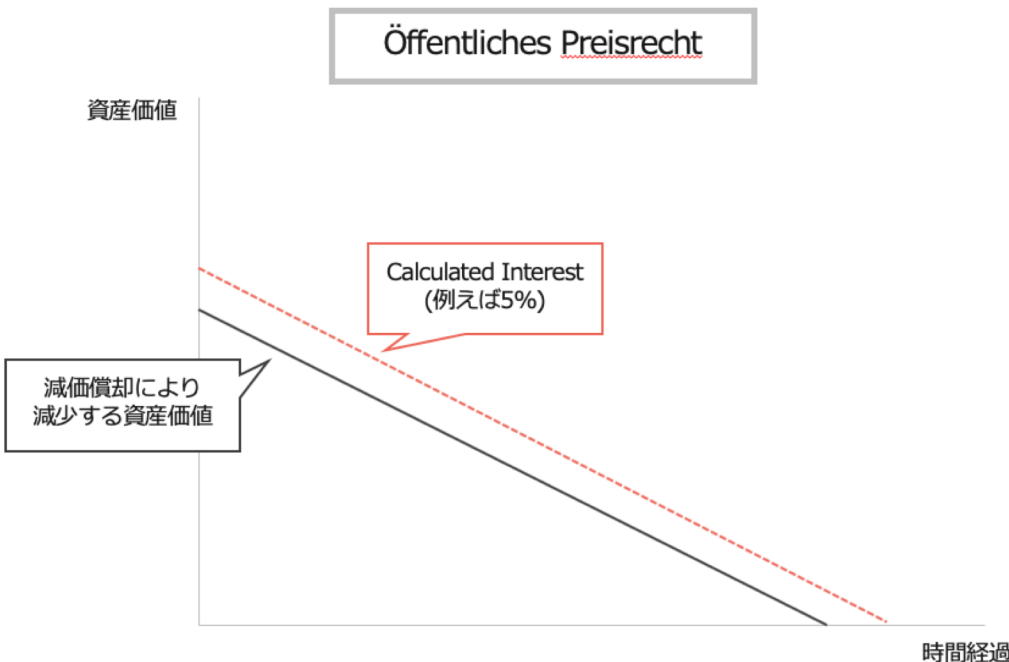 Öffentliches Preisrecht
資産価値
Calculated Interest
(例えば5%)
減価償却により
減少する資産価値
時間経過